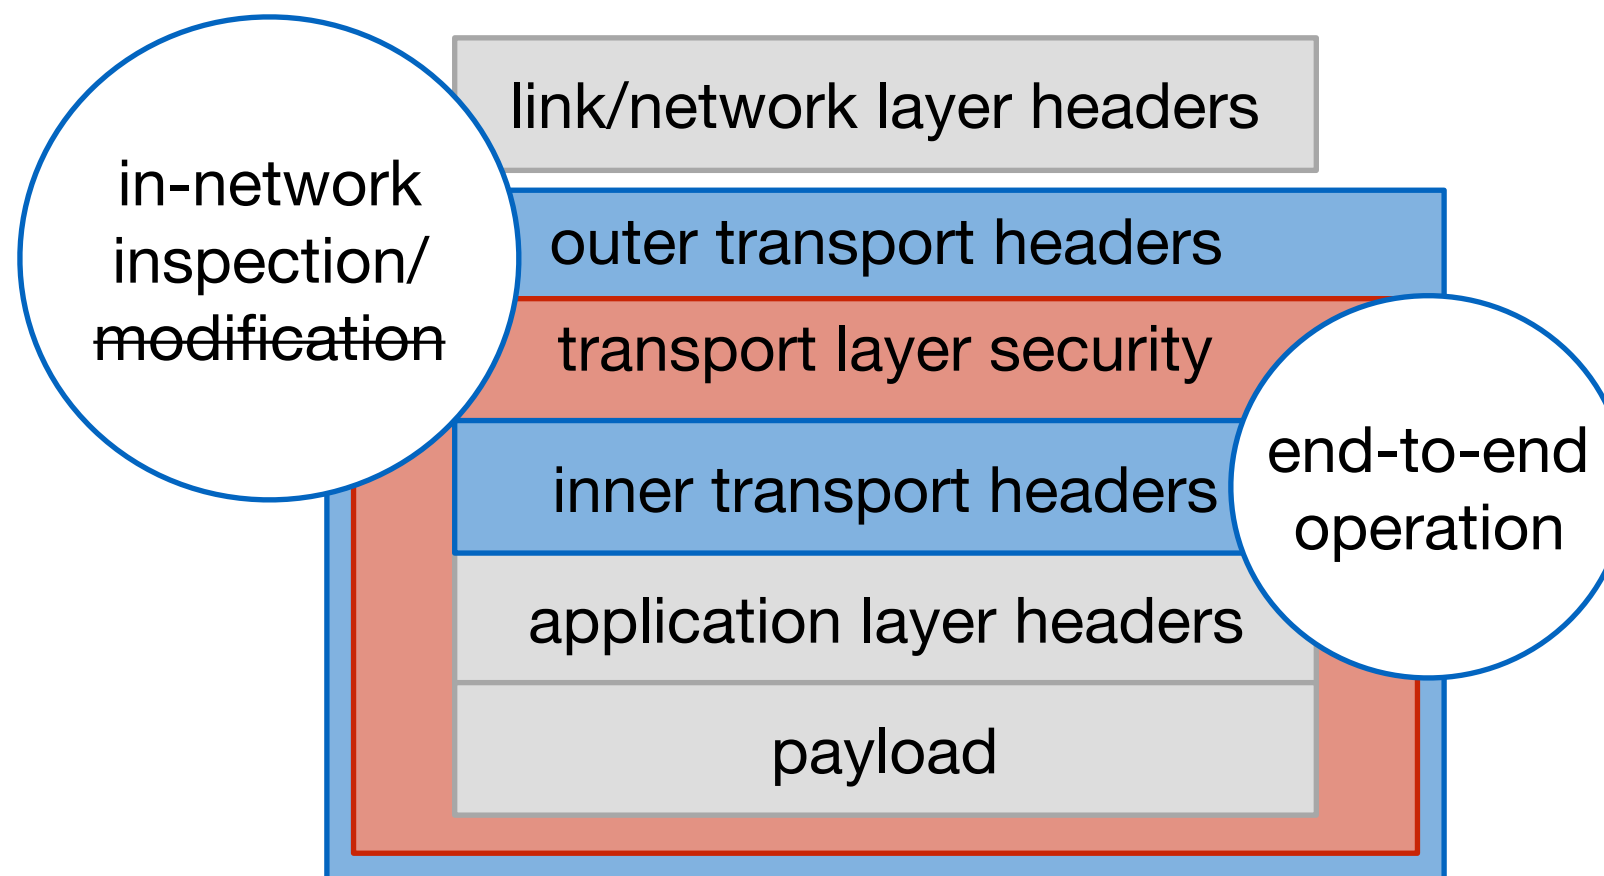 link/network layer headers
in-network
inspection/
modification
outer transport headers
transport layer security
inner transport headers
end-to-end
operation
application layer headers
payload